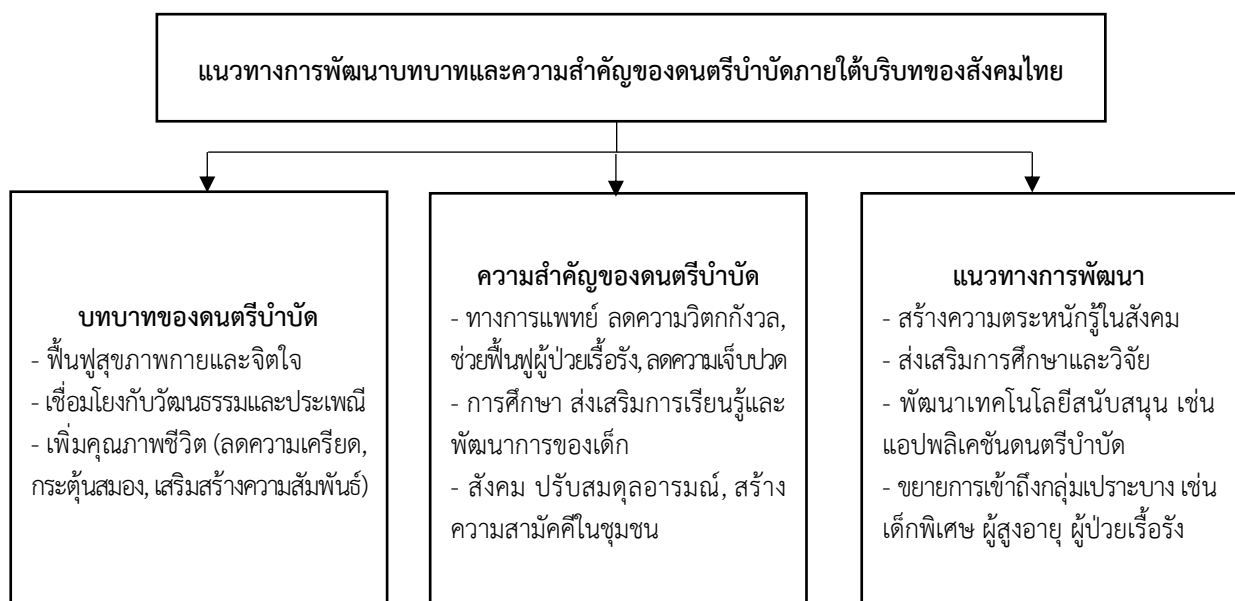 แนวทางการพัฒนาบทบาทและความสำคัญของดนตรีบำบัดภายใต้บริบทของสังคมไทย
บทบาทของดนตรีบำบัด
- ฟื้นฟูสุขภาพกายและจิตใจ
- เชื่อมโยงกับวัฒนธรรมและประเพณี
- เพิ่มคุณภาพชีวิต (ลดความเครียด,
กระตุ้นสมอง, เสริมสร้างความสัมพันธ์)
ความสำคัญของดนตรีบำบัด
- ทางการแพทย์ ลดความวิตกกังวล,
ช่วยฟื้นฟูผู้ป่วยเรื้อรัง, ลดความเจ็บปวด
- การศึกษา ส่งเสริมการเรียนรู้และ
พัฒนาการของเด็ก
- สังคม ปรับสมดุลอารมณ์, สร้าง
ความสามัคคีในชุมชน
แนวทางการพัฒนา
- สร้างความตระหนักรู้ในสังคม
- ส่งเสริมการศึกษาและวิจัย
- พัฒนาเทคโนโลยีสนับสนุน เช่น
แอปพลิเคชันดนตรีบำบัด
- ขยายการเข้าถึงกลุ่มเปราะบาง เช่น
เด็กพิเศษ ผู้สูงอายุ ผู้ป่วยเรื้อรัง